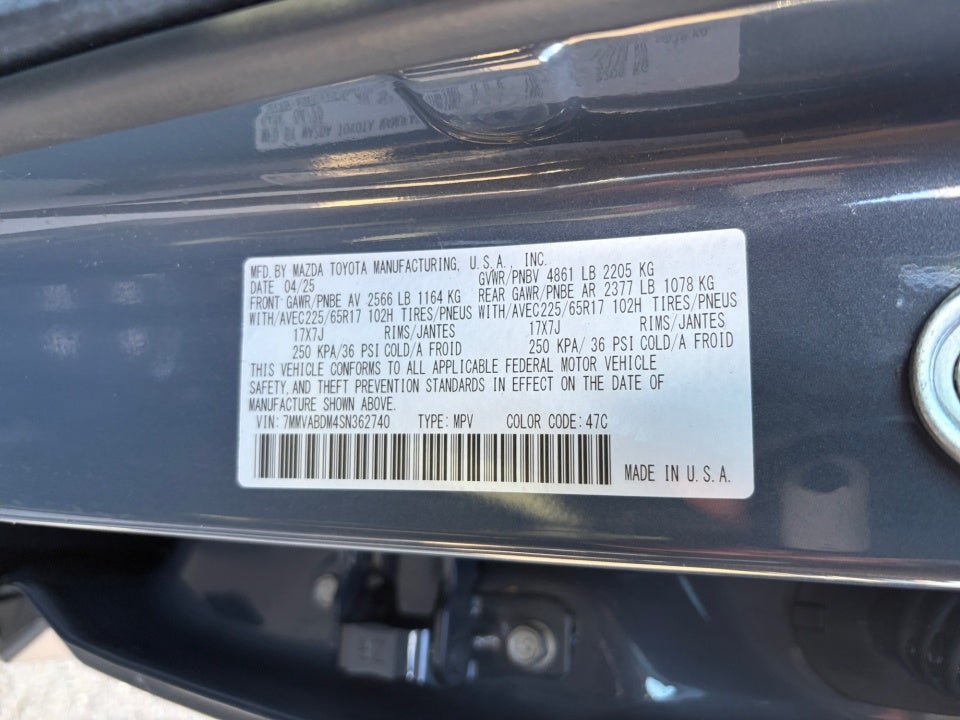 MFD. BY MAZDA TOYOTA MANUFACTURING, U.S.A., INC.
DATE 04/25 GVWR/PNBV 4861 LB 2205 KG
FRONT GAWR/PNBE AV 2566 LB 1164 KG REAR GAWR/PNBE AR 2377 LB 1078 KG
WITH/AVEC225/65R17 102H TIRES/PNEUS WITH/AVEC225/65R17 102H TIRES/PNEUS
17X7J RIMS/JANTES 17X7J RIMS/JANTES
250 KPA/36 PSI COLD/A FROID 250 KPA/ 36 PSI COLD/A FROID
THIS VEHICLE CONFORMS TO ALL APPLICABLE FEDERAL MOTOR VEHICLE
SAFETY, AND THEFT PREVENTION STANDARDS IN EFFECT ON THE DATE OF
MANUFACTURE SHOWN ABOVE.
VIN: 7MMVABDM4SN362740 TYPE: MPV COLOR CODE: 47C
MADE IN U.S.A.